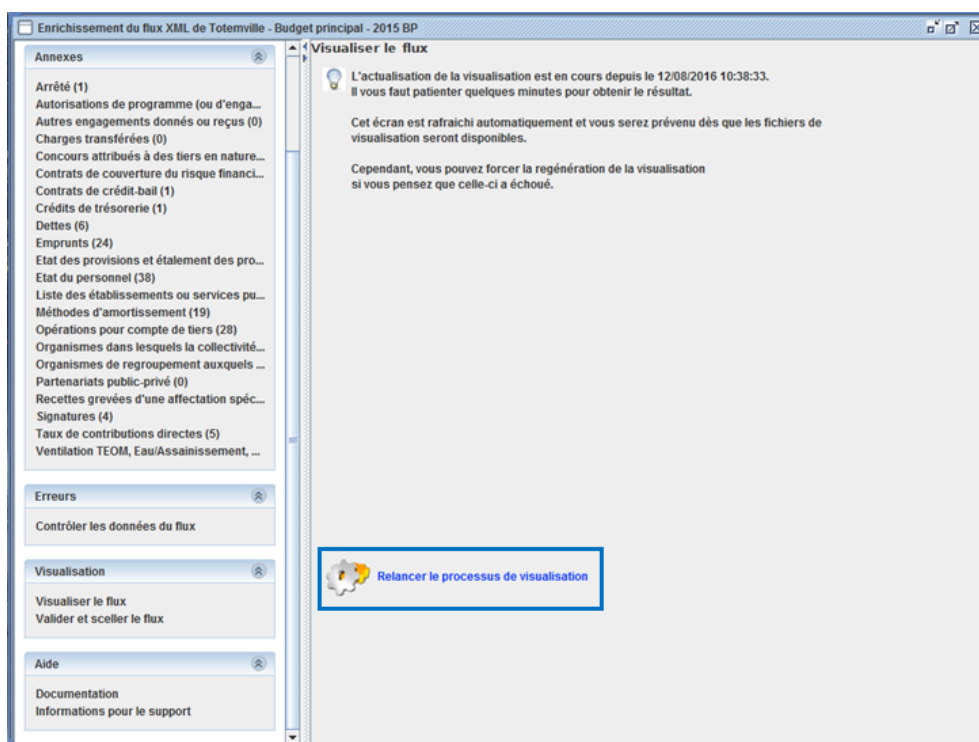 Enrichissement du flux XML de Totemville - Budget principal - 2015 BP
Annexes
Arrêté (1)
Autorisations de programme (ou d'enga...
Autres engagements donnés ou reçus (0)
Charges transférées (0)
Concours attribués à des tiers en nature...
Contrats de couverture du risque financi...
Contrats de crédit-bail (1)
Crédits de trésorerie (1)
Dettes (6)
Emprunts (24)
Etat des provisions et étalement des pro...
Etat du personnel (38)
Liste des établissements ou services pu...
Méthodes d'amortissement (19)
Opérations pour compte de tiers (28)
Organismes dans lesquels la collectivité...
Organismes de regroupement auxquels ...
Partenariats public-privé (0)
Recettes grevées d'une affectation spéc...
Signatures (4)
Taux de contributions directes (5)
Ventilation TEOM, Eau/Assainissement, ...
Erreurs
Contrôler les données du flux
Visualisation
Visualiser le flux
Valider et sceller le flux
Aide
Documentation
Informations pour le support
Visualiser le flux
L'actualisation de la visualisation est en cours depuis le 12/08/2016 10:38:33.
Il vous faut patienter quelques minutes pour obtenir le résultat.
Cet écran est rafraichi automatiquement et vous serez prévenu dès que les fichiers de
visualisation seront disponibles.
Cependant, vous pouvez forcer la regénération de la visualisation
si vous pensez que celle-ci a échoué.
Relancer le processus de visualisation